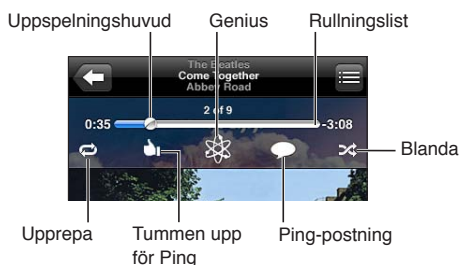 Uppspelningshuvud
Genius
Rullningslist
The Beatles
Come Together
Abbey Road
2 of 9
0:35
-3:08
Blanda
Upprepa
Tummen upp
för Ping
Ping-postning